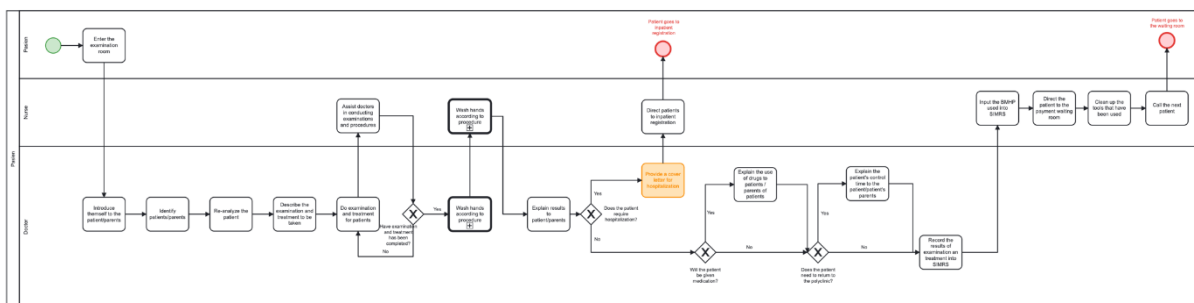 Patient goes to
inpatient
registration
Patient goes to
the waiting room
Pasien
Pasien
Enter the
examination
room
Nurse
Assist doctors
in conducting
examinations
and procedures
Wash hands
according to
procedure
Direct patients
to inpatient
registration
Input the BMHP
used into
SIMRS
Direct the
patient to the
payment waiting
room
Clean up the
tools that have
been used
Call the next
patient
Doctor
Introduce
themself to the
patient/parents
Identify
patients/parents
Re-analyze the
patient
Describe the
examination and
treatment to be
taken
Do examination
and treatment
for patients
Have examination
and treatment
has been
completed?
Yes
No
Wash hands
according to
procedure
Explain results
to
patient/parents
Does the patient
require
hospitalization?
Yes
No
Provide a cover
letter for
hospitalization
Will the patient
be given
medication?
Yes
No
Explain the use
of drugs to
patients /
parents of
patients
Does the patient
need to return to
the polyclinic?
Yes
No
Explain the
patient's control
time to the
patient/patient's
parents
Record the
results of
examination an
treatment into
SIMRS